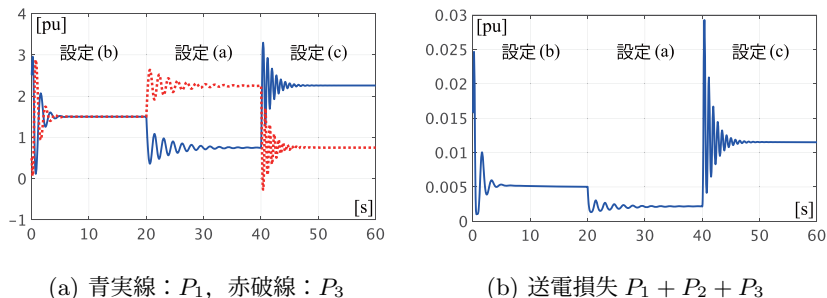 [pu]
4
3
2
1
0
−1
設定 (b)
設定 (a)
設定 (c)
[s]
0 10 20 30 40 50 60
(a) 青実線：P1，赤破線：P3
[pu]
0.03
0.025
0.02
0.015
0.01
0.005
0
設定 (b)
設定 (a)
設定 (c)
[s]
0 10 20 30 40 50 60
(b) 送電損失 P1 + P2 + P3